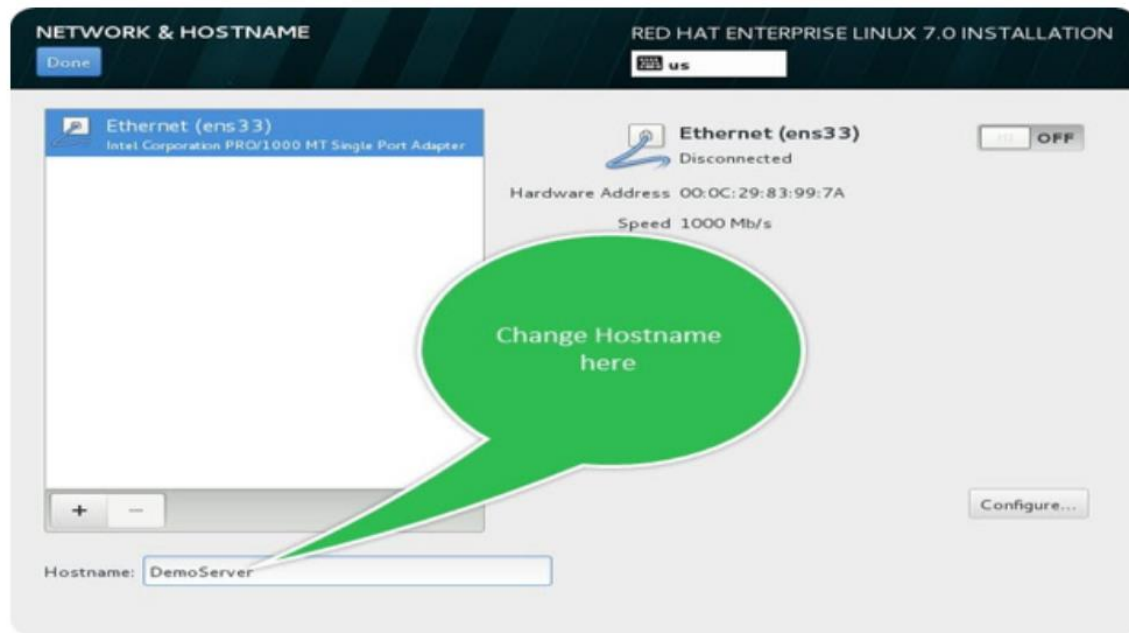 NETWORK & HOSTNAME
Done
RED HAT ENTERPRISE LINUX 7.0 INSTALLATION
us
Ethernet (ens33)
Intel Corporation PRO/1000 MT Single Port Adapter
Ethernet (ens33)
Disconnected
OFF
Hardware Address 00:0C:29:83:99:7A
Speed 1000 Mb/s
Change Hostname
here
+ −
Configure...
Hostname: DemoServer